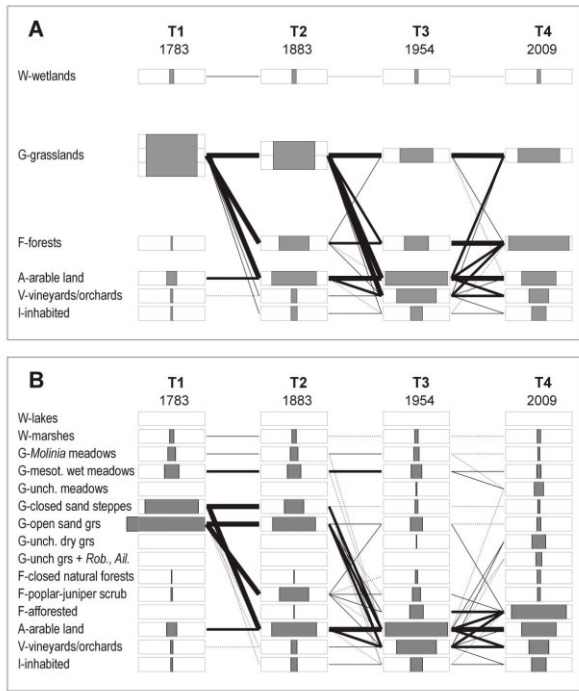 A
T1 T2 T3 T4
1783 1883 1954 2009
W-wetlands
G-grasslands
F-forests
A-arable land
V-vineyards/orchards
I-inhabited
B
T1 T2 T3 T4
1783 1883 1954 2009
W-lakes
W-marshes
G-Molinia meadows
G-mesot. wet meadows
G-unch. meadows
G-closed sand steppes
G-open sand grs
G-unch. dry grs
G-unch grs + Rob., Ail.
F-closed natural forests
F-poplar-juniper scrub
F-afforested
A-arable land
V-vineyards/orchards
I-inhabited